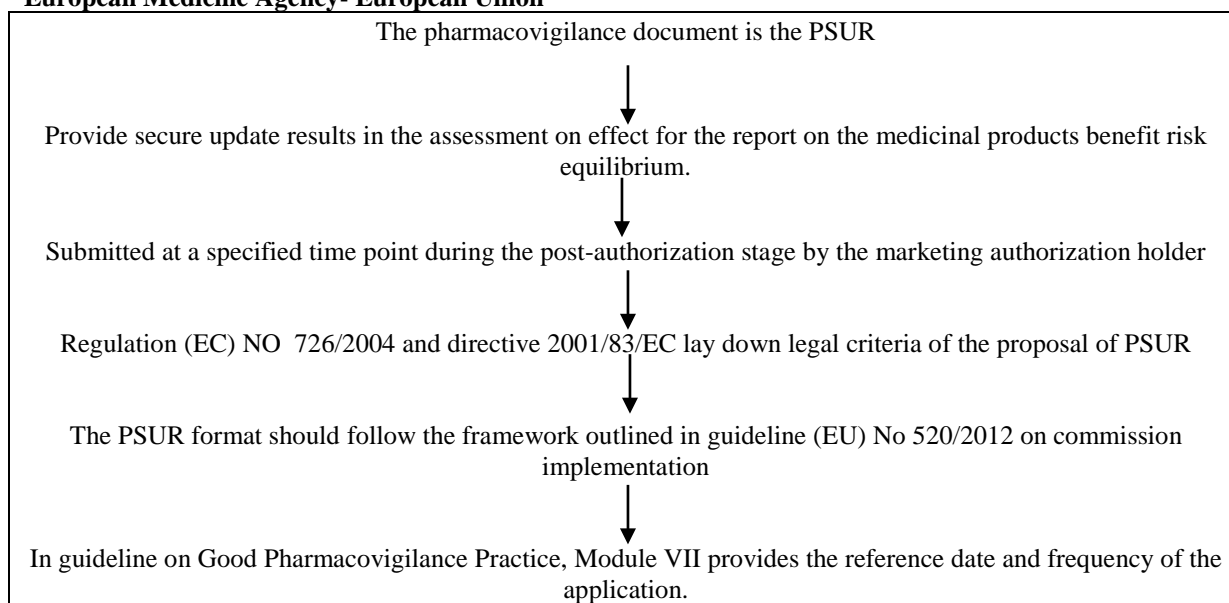 European Medicine Agency- European Union
The pharmacovigilance document is the PSUR
Provide secure update results in the assessment on effect for the report on the medicinal products benefit risk
equilibrium.
Submitted at a specified time point during the post-authorization stage by the marketing authorization holder
Regulation (EC) NO 726/2004 and directive 2001/83/EC lay down legal criteria of the proposal of PSUR
The PSUR format should follow the framework outlined in guideline (EU) No 520/2012 on commission
implementation
In guideline on Good Pharmacovigilance Practice, Module VII provides the reference date and frequency of the
application.